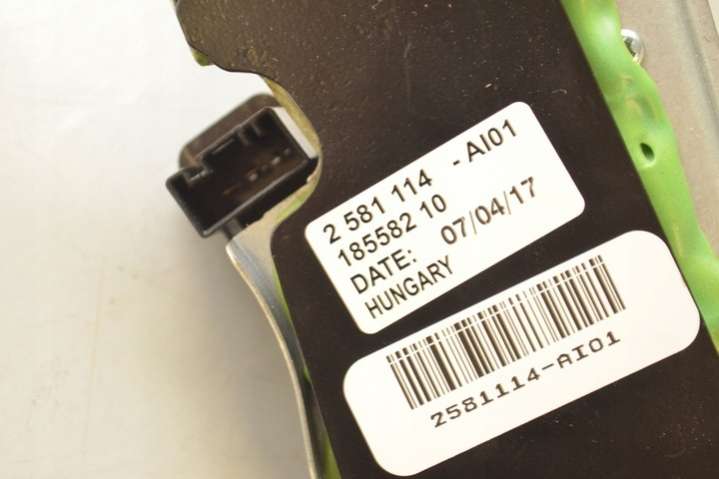 2 581 114 - AI01
185582 10
DATE: 07/04/17
HUNGARY
2581114-AI01